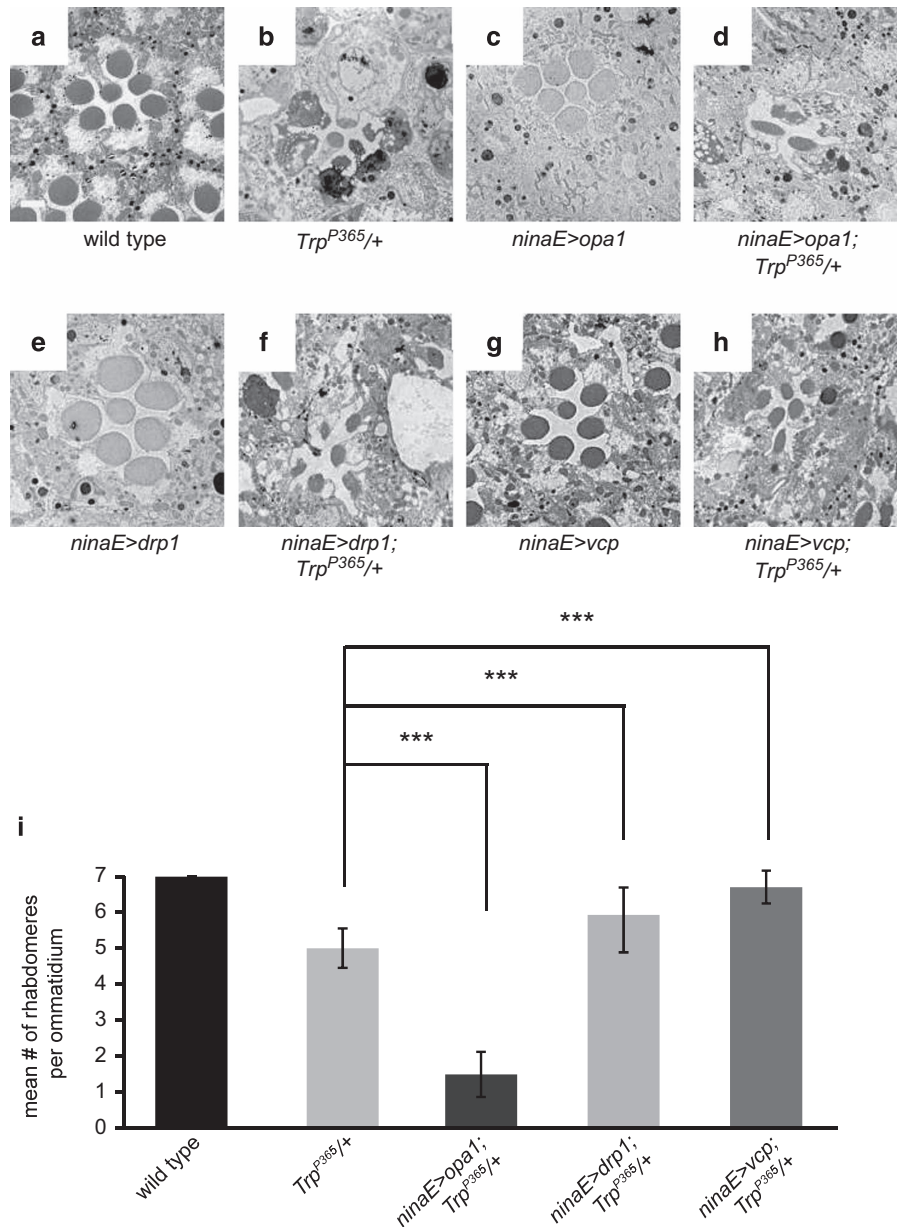 a b c d
wild type Trp^P365/+ ninaE>opa1 ninaE>opa1;
Trp^P365/+
e f g h
ninaE>drp1 ninaE>drp1; ninaE>vcp ninaE>vcp;
Trp^P365/+ Trp^P365/+
***
***
***
i
7
6
5
4
3
2
1
0
mean # of rhabdomeres
per ommatidium
wild type
Trp^P365/+
ninaE>opa1;
Trp^P365/+
ninaE>drp1;
Trp^P365/+
ninaE>vcp;
Trp^P365/+